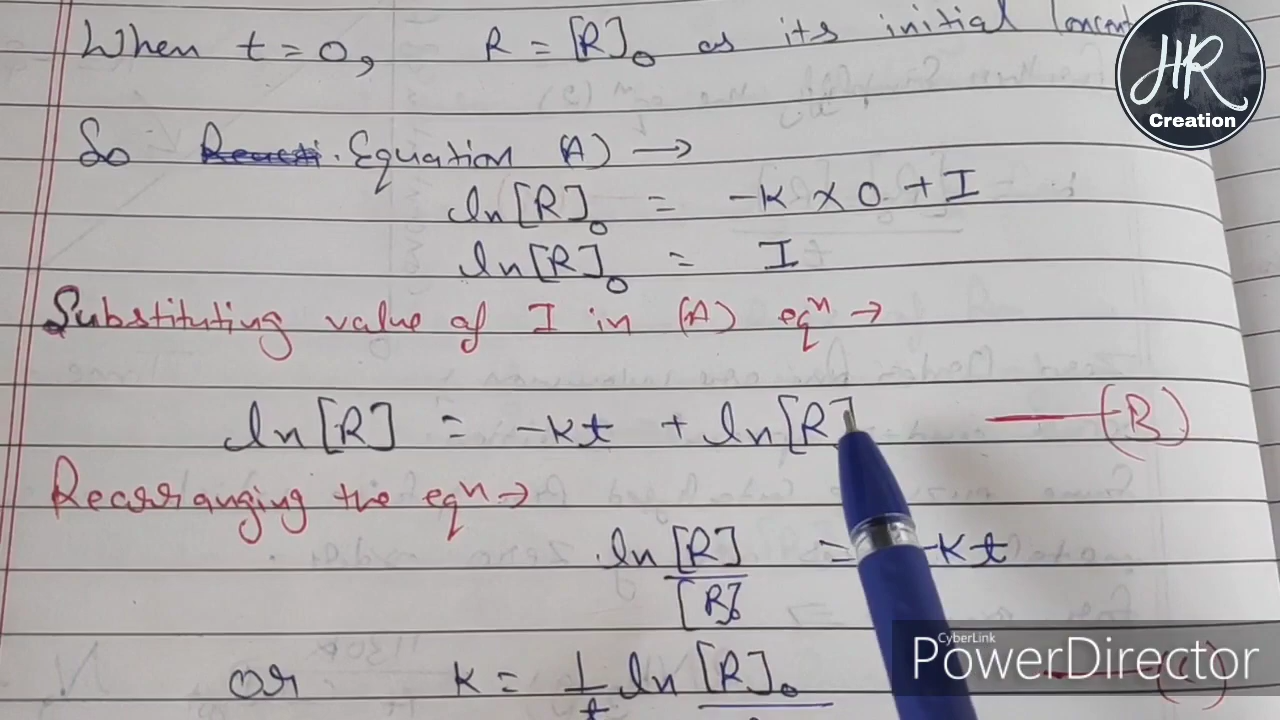 When t = 0, R = [R]₀ as its initial
HR
Creation
So Equation (A) →
ln[R]₀ = -K × 0 + I
ln[R]₀ = I
Substituting value of I in (A) eqⁿ →
ln[R] = -Kt + ln[R] —(B)
Rearranging the eqⁿ →
ln [R] = -Kt
[R]₀
CyberLink
PowerDirector
or K = 1/t ln [R]₀